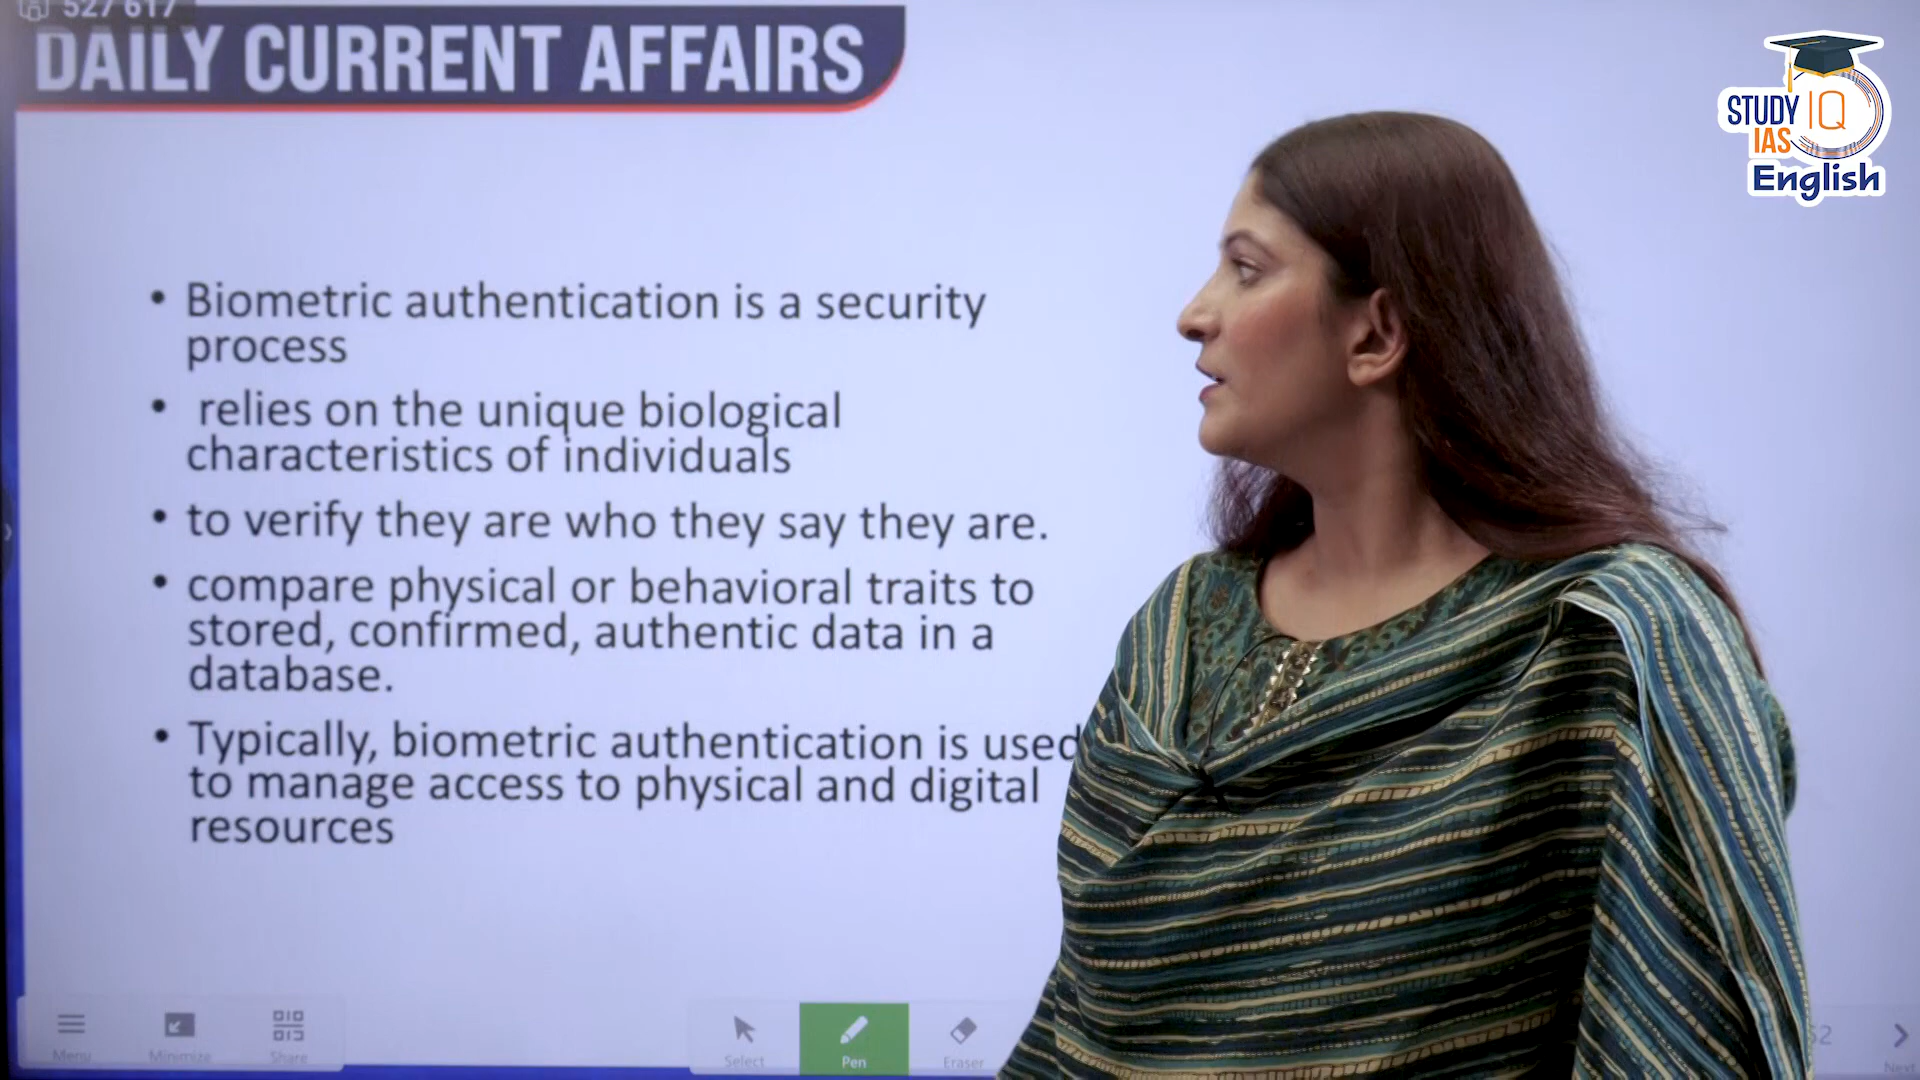 527 617
DAILY CURRENT AFFAIRS
STUDY IQ
IAS
English
• Biometric authentication is a security
process
• relies on the unique biological
characteristics of individuals
• to verify they are who they say they are.
• compare physical or behavioral traits to
stored, confirmed, authentic data in a
database.
• Typically, biometric authentication is used
to manage access to physical and digital
resources
Menu
Minimize
Share
Select
Pen
Eraser
Next